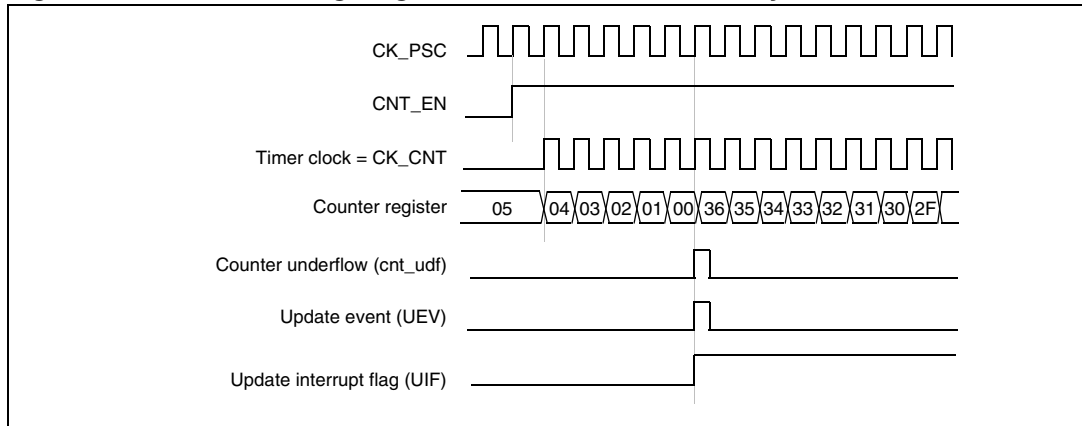 CK_PSC
CNT_EN
Timer clock = CK_CNT
Counter register 05 04 03 02 01 00 36 35 34 33 32 31 30 2F
Counter underflow (cnt_udf)
Update event (UEV)
Update interrupt flag (UIF)